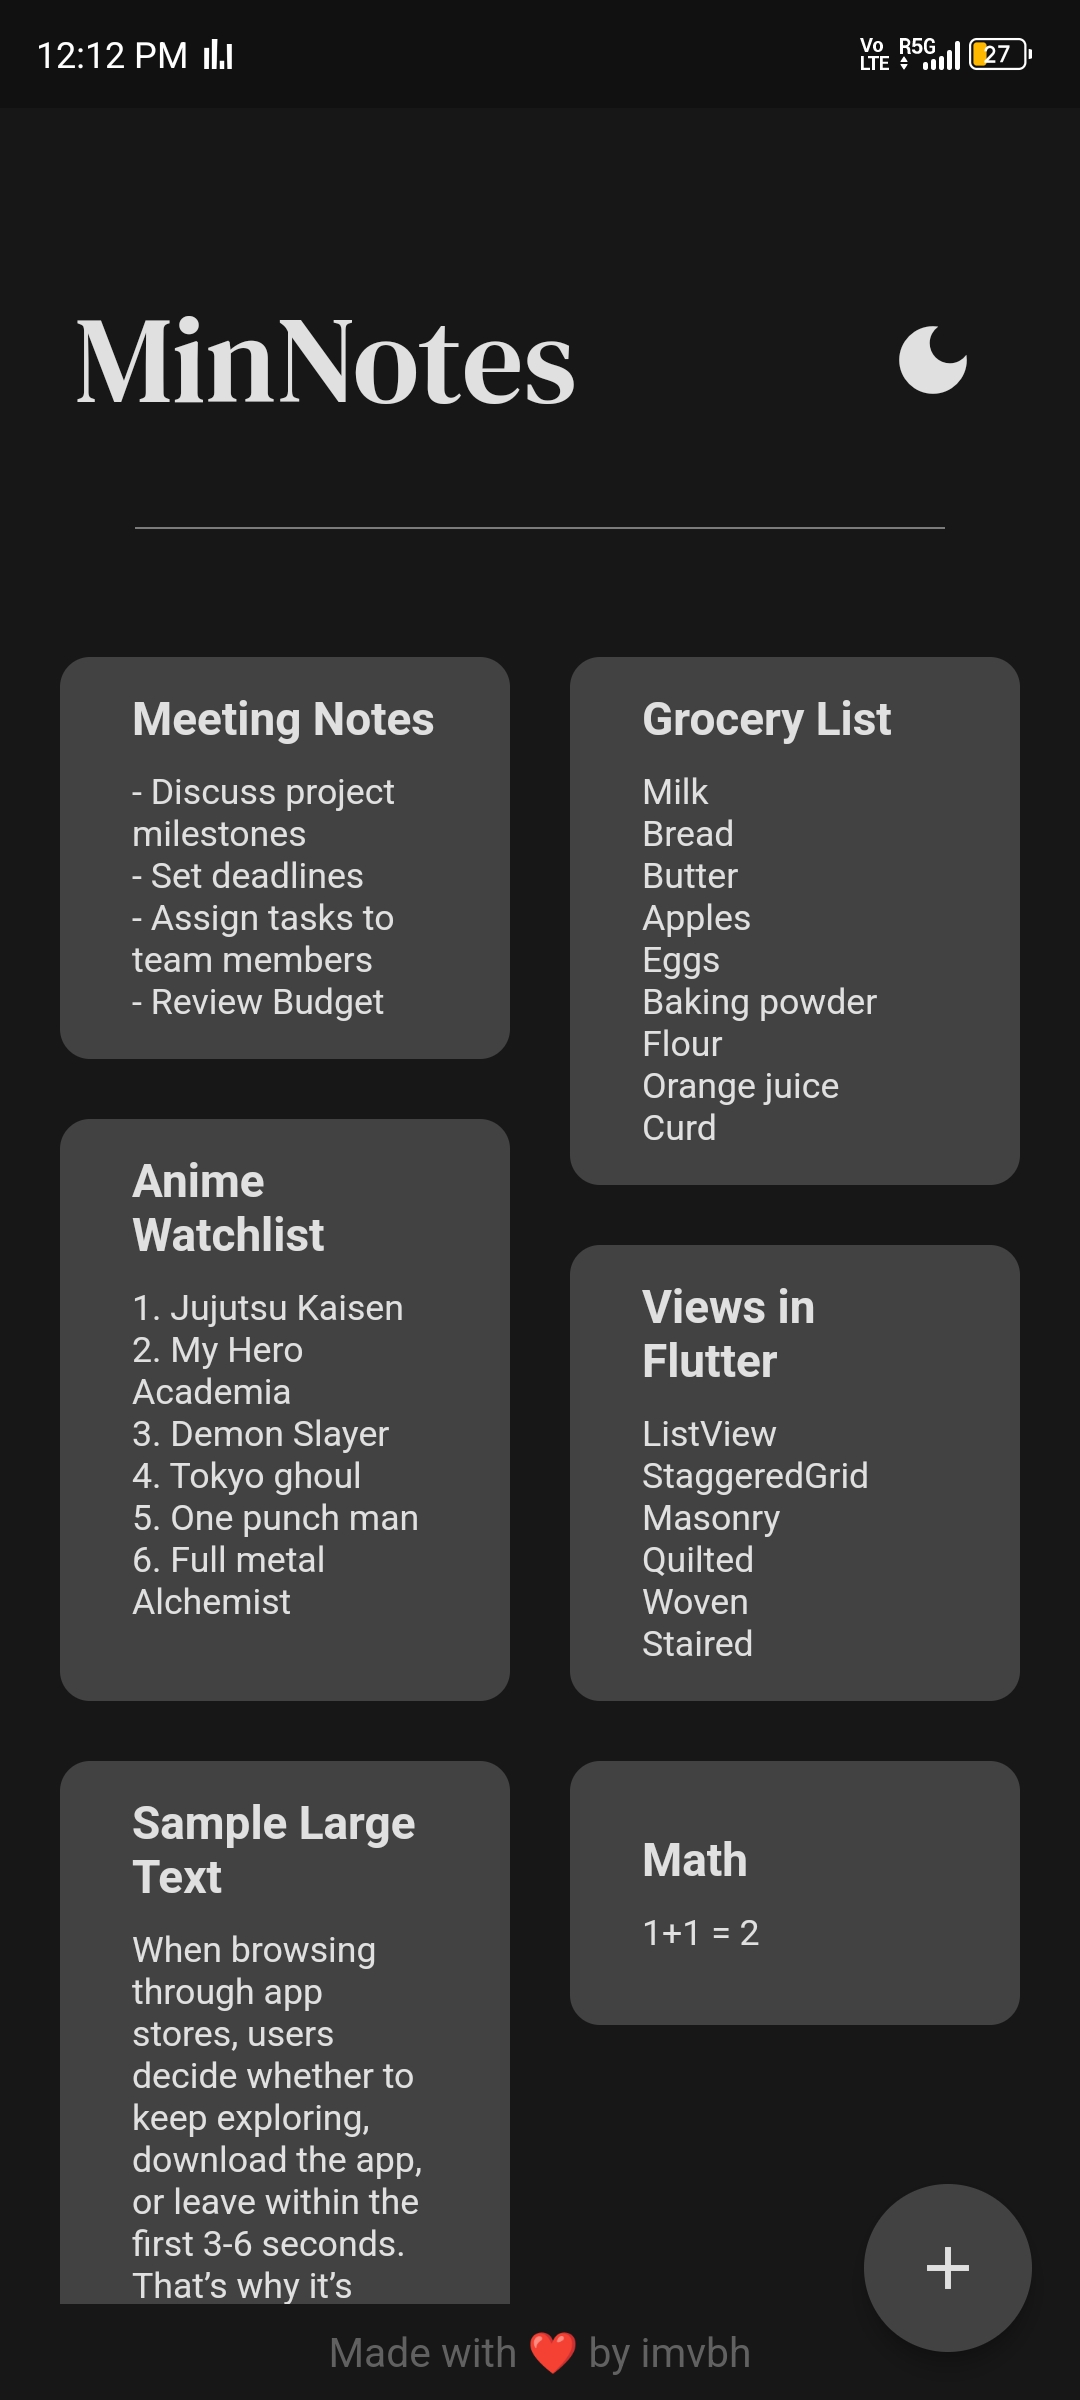 12:12 PM
Vo LTE R5G 27
MinNotes
Meeting Notes
- Discuss project
milestones
- Set deadlines
- Assign tasks to
team members
- Review Budget
Grocery List
Milk
Bread
Butter
Apples
Eggs
Baking powder
Flour
Orange juice
Curd
Anime
Watchlist
1. Jujutsu Kaisen
2. My Hero
Academia
3. Demon Slayer
4. Tokyo ghoul
5. One punch man
6. Full metal
Alchemist
Views in
Flutter
ListView
StaggeredGrid
Masonry
Quilted
Woven
Staired
Sample Large
Text
When browsing
through app
stores, users
decide whether to
keep exploring,
download the app,
or leave within the
first 3-6 seconds.
That’s why it’s
Math
1+1 = 2
Made with ❤️ by imvbh